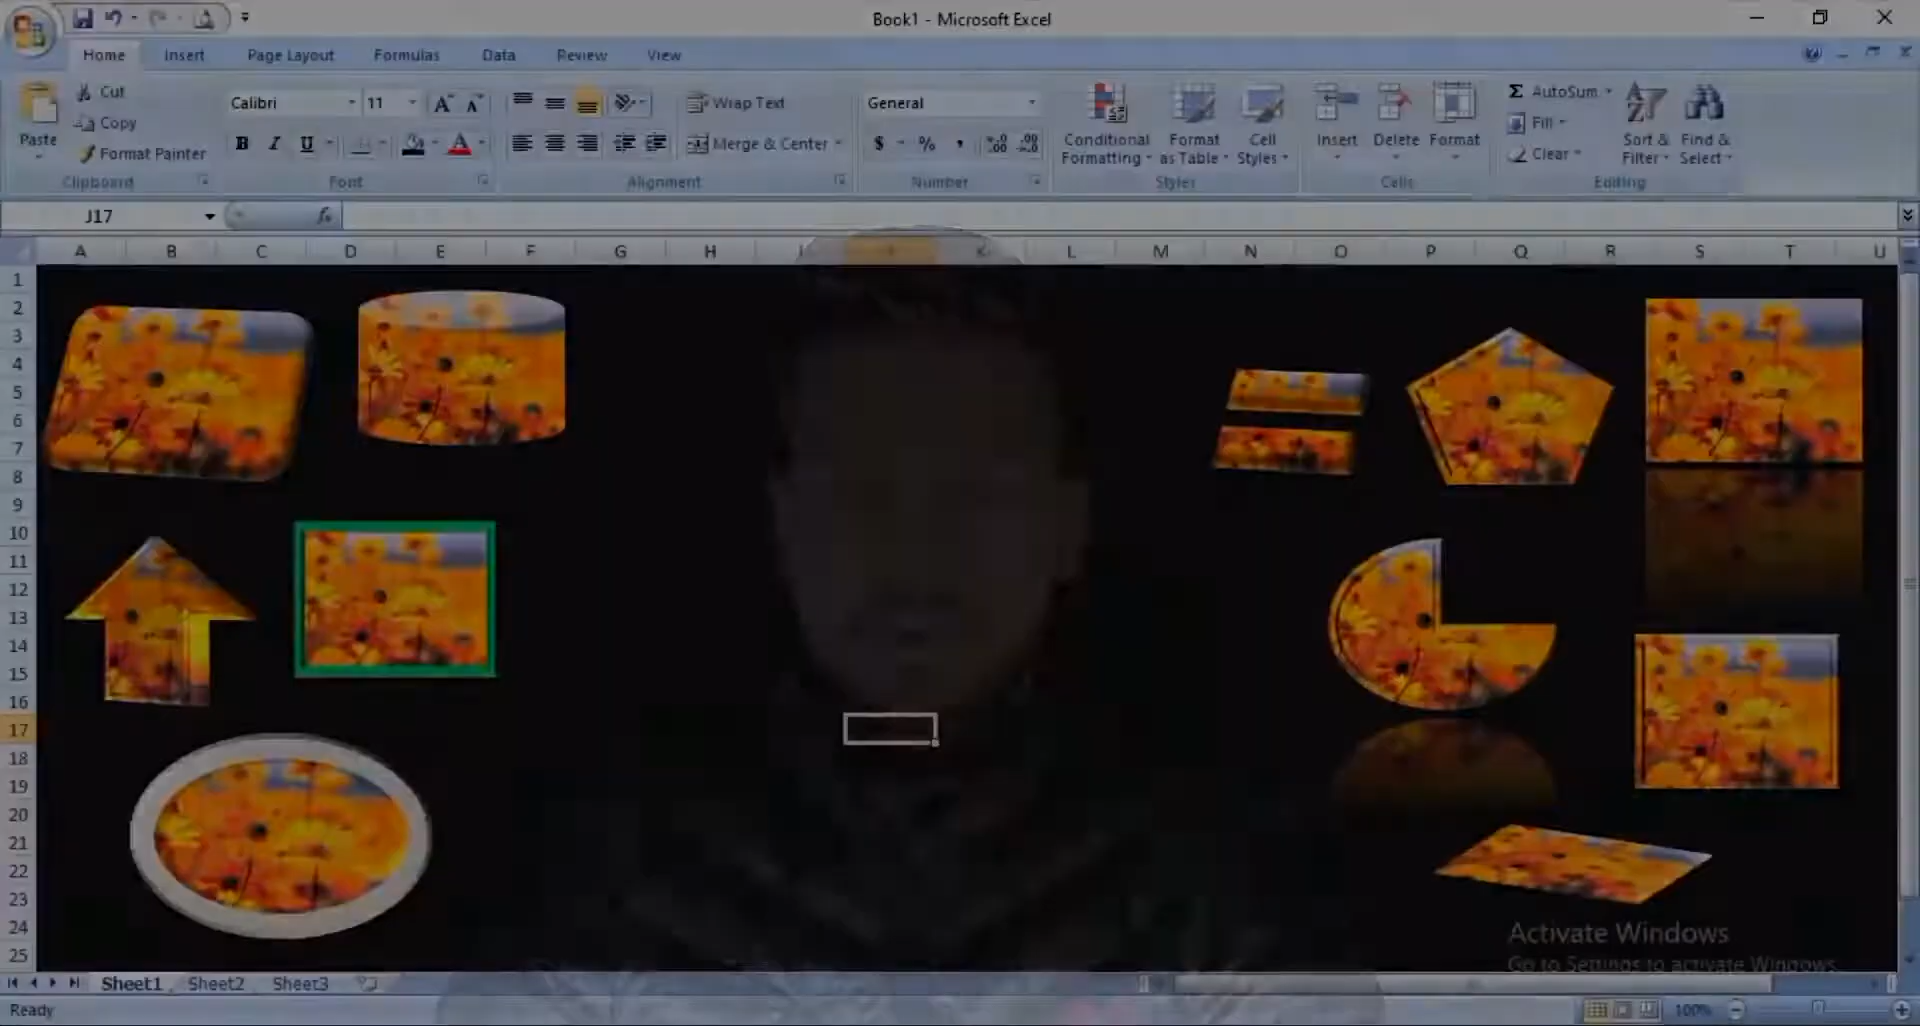 Book1 - Microsoft Excel
Home Insert Page Layout Formulas Data Review View
Paste
Cut
Copy
Format Painter
Clipboard
Calibri 11
B I U
Font
Wrap Text
Merge & Center
Alignment
General
$ % ,
Number
Conditional Formatting
Format as Table
Cell Styles
Styles
Insert Delete Format
Cells
Σ AutoSum
Fill
Clear
Sort & Filter
Find & Select
Editing
J17 fx
A B C D E F G H L M N O P Q R S T U
1
2
3
4
5
6
7
8
9
10
11
12
13
14
15
16
17
18
19
20
21
22
23
24
25
Activate Windows
Go to Settings to activate Windows.
Sheet1 Sheet2 Sheet3
Ready 100%